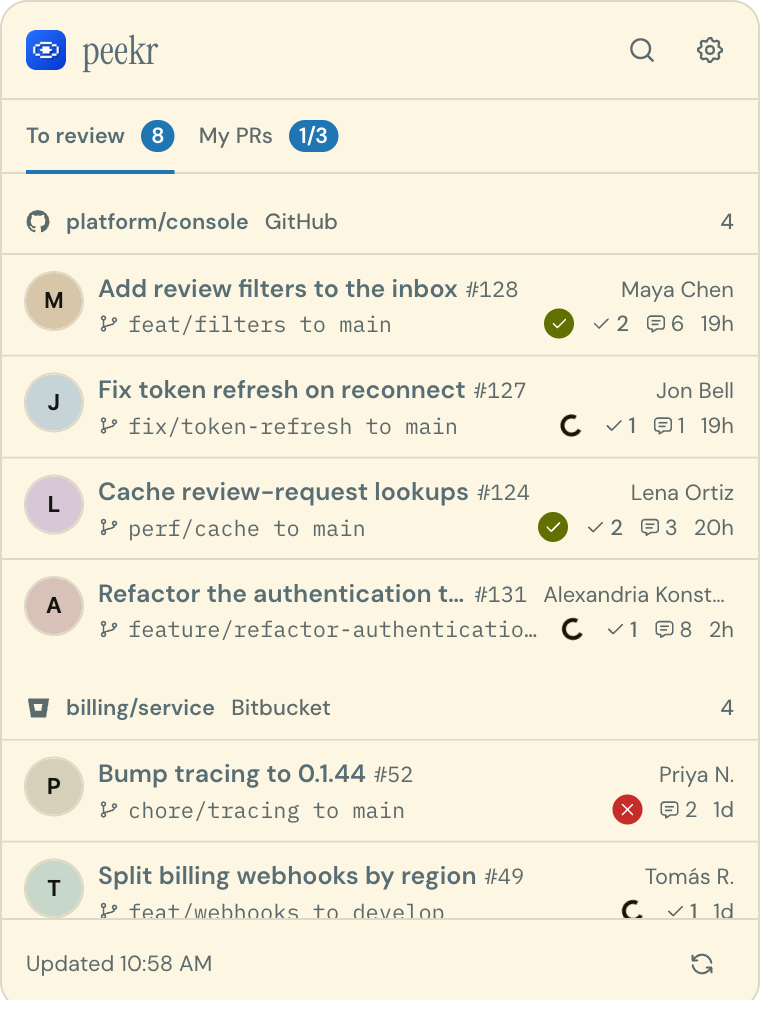 peekr
To review 8 My PRs 1/3
platform/console GitHub 4
M
Add review filters to the inbox #128 Maya Chen
feat/filters to main 2 6 19h
J
Fix token refresh on reconnect #127 Jon Bell
fix/token-refresh to main 1 1 19h
L
Cache review-request lookups #124 Lena Ortiz
perf/cache to main 2 3 20h
A
Refactor the authentication t... #131 Alexandria Konst...
feature/refactor-authenticatio... 1 8 2h
billing/service Bitbucket 4
P
Bump tracing to 0.1.44 #52 Priya N.
chore/tracing to main 2 1d
T
Split billing webhooks by region #49 Tomás R.
feat/webhooks to develop 1 1d
Updated 10:58 AM